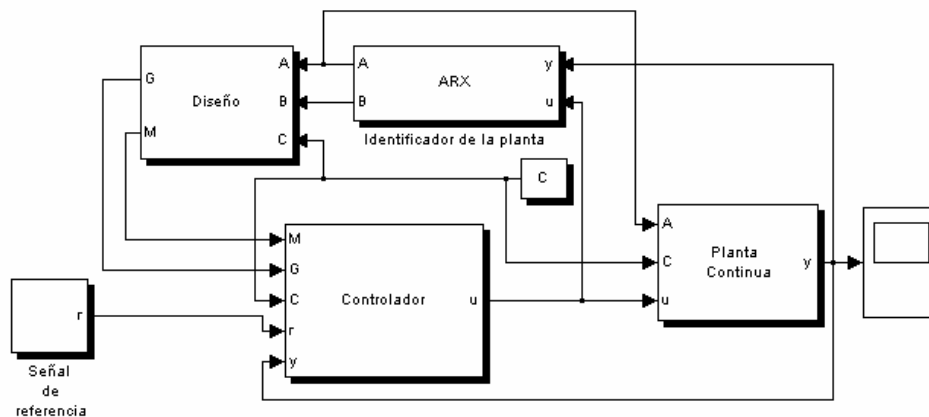 G
M
Diseño
A
B
C
A
B
ARX
y
u
Identificador de la planta
C
M
G
C
r
y
Controlador
u
A
C
u
Planta
Continua
y
r
Señal
de
referencia